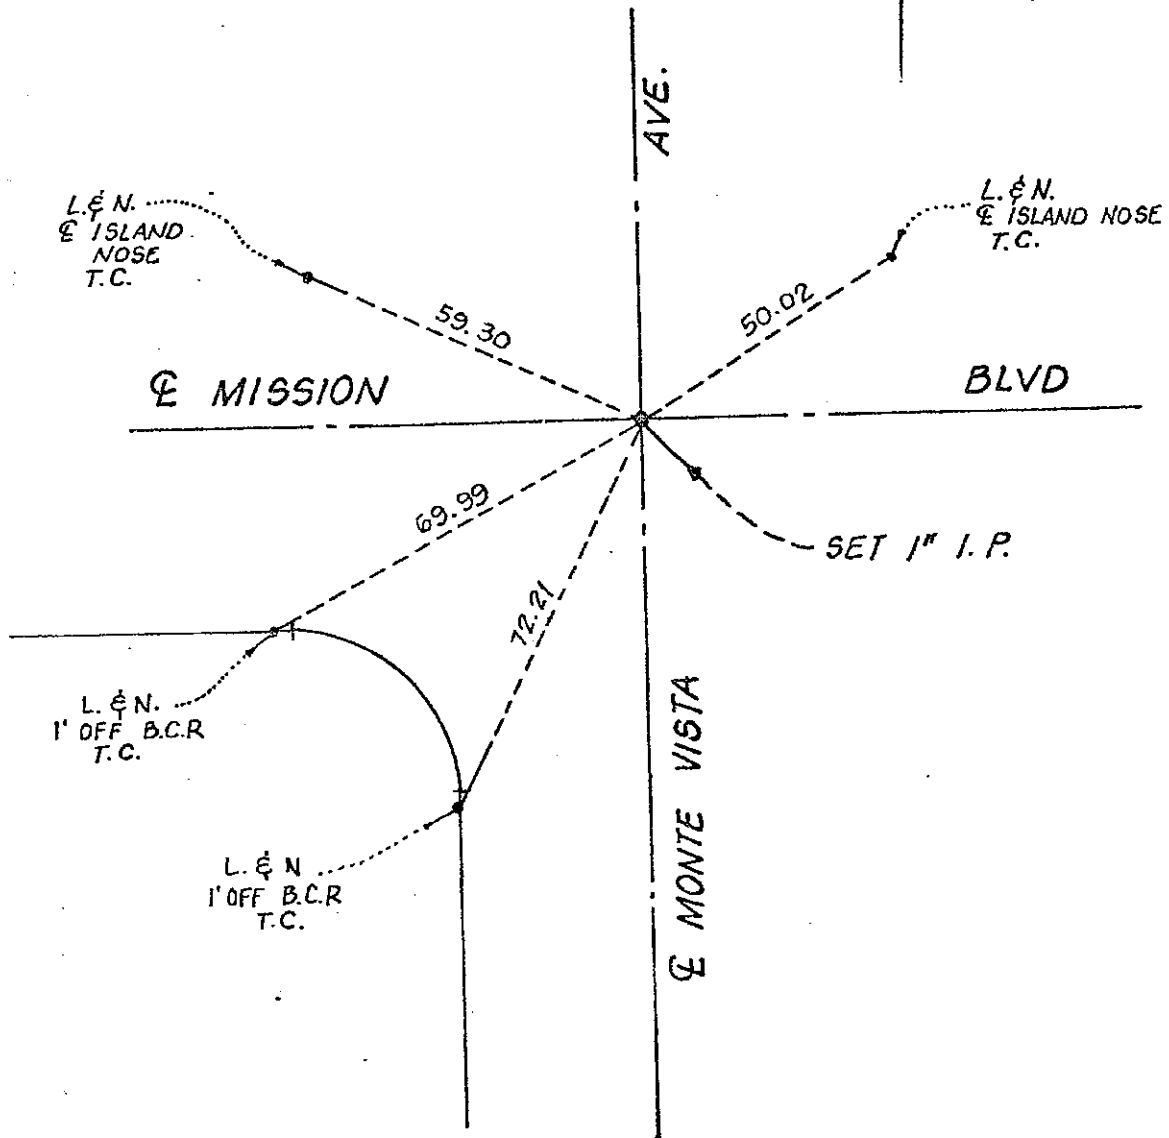 AVE.
L. & N.
℄ ISLAND
NOSE
T.C.
L. & N.
℄ ISLAND NOSE
T.C.
59.30
50.02
℄ MISSION
BLVD
69.99
SET 1" I.P.
72.21
L. & N.
1' OFF B.C.R
T.C.
℄ MONTE VISTA
L. & N
1' OFF B.C.R
T.C.